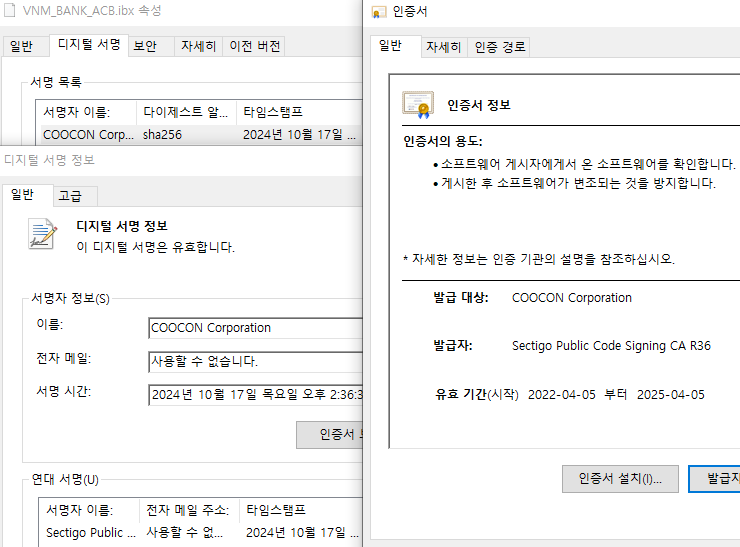 VNM_BANK_ACB.ibx 속성
일반 디지털 서명 보안 자세히 이전 버전
서명 목록
서명자 이름: 다이제스트 알... 타임스탬프
COOCON Corp... sha256 2024년 10월 17일 ...
디지털 서명 정보
일반 고급
디지털 서명 정보
이 디지털 서명은 유효합니다.
서명자 정보(S)
이름: COOCON Corporation
전자 메일: 사용할 수 없습니다.
서명 시간: 2024년 10월 17일 목요일 오후 2:36:3
인증서
연대 서명(U)
서명자 이름: 전자 메일 주소: 타임스탬프
Sectigo Public ... 사용할 수 없... 2024년 10월 17일 ...
인증서
일반 자세히 인증 경로
인증서 정보
인증서의 용도:
• 소프트웨어 게시자에게서 온 소프트웨어를 확인합니다.
• 게시한 후 소프트웨어가 변조되는 것을 방지합니다.
* 자세한 정보는 인증 기관의 설명을 참조하십시오.
발급 대상: COOCON Corporation
발급자: Sectigo Public Code Signing CA R36
유효 기간(시작) 2022-04-05 부터 2025-04-05
인증서 설치(I)... 발급자